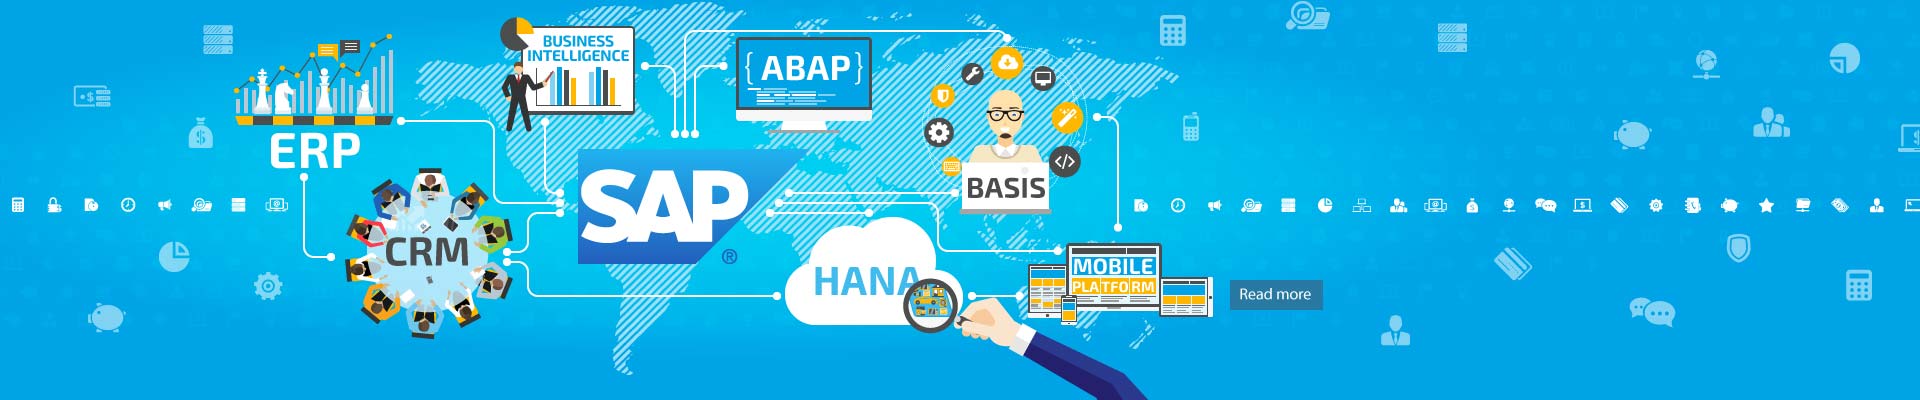 BUSINESS
INTELLIGENCE
{ABAP}
ERP
SAP
®
BASIS
CRM
HANA
MOBILE
PLATFORM
Read more